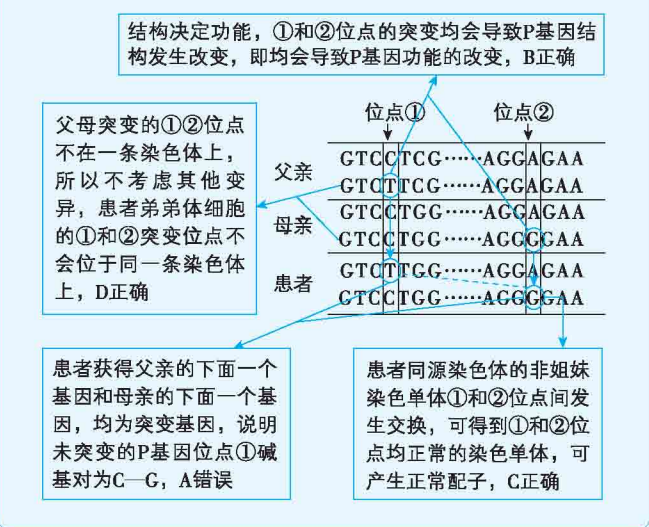 结构决定功能，①和②位点的突变均会导致P基因结
构发生改变，即均会导致P基因功能的改变，B正确
父母突变的①②位点
不在一条染色体上，
所以不考虑其他变
异，患者弟弟体细胞
的①和②突变位点不
会位于同一条染色体
上，D正确
位点① 位点②
父亲
GTCCTCG……AGGAGAA
GTCTTCG……AGGAGAA
母亲
GTCCTCG……AGGAGAA
GTCCTGG……AGGGGAA
患者
GTCTTGG……AGGAGAA
GTCCTGG……AGGGGAA
患者获得父亲的下面一个
基因和母亲的下面一个基
因，均为突变基因，说明
未突变的P基因位点①碱
基对为C—G，A错误
患者同源染色体的非姐妹
染色单体①和②位点间发
生交换，可得到①和②位
点均正常的染色单体，可
产生正常配子，C正确